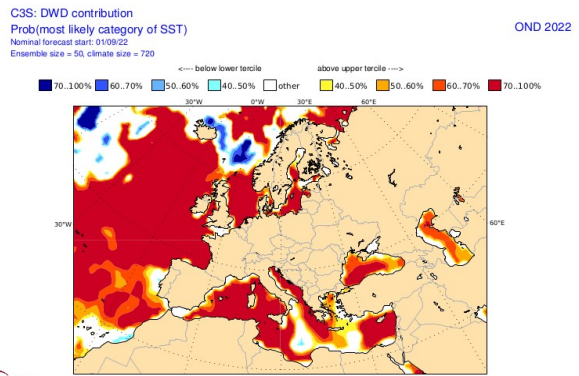 C3S: DWD contribution
Prob(most likely category of SST)
OND 2022
Nominal forecast start: 01/09/22
Ensemble size = 50, climate size = 720
<---- below lower tercile
above upper tercile ---->
70..100%
60..70%
50..60%
40..50%
other
40..50%
50..60%
60..70%
70..100%
30°W
0°W
30°E
60°E
30°W
60°E